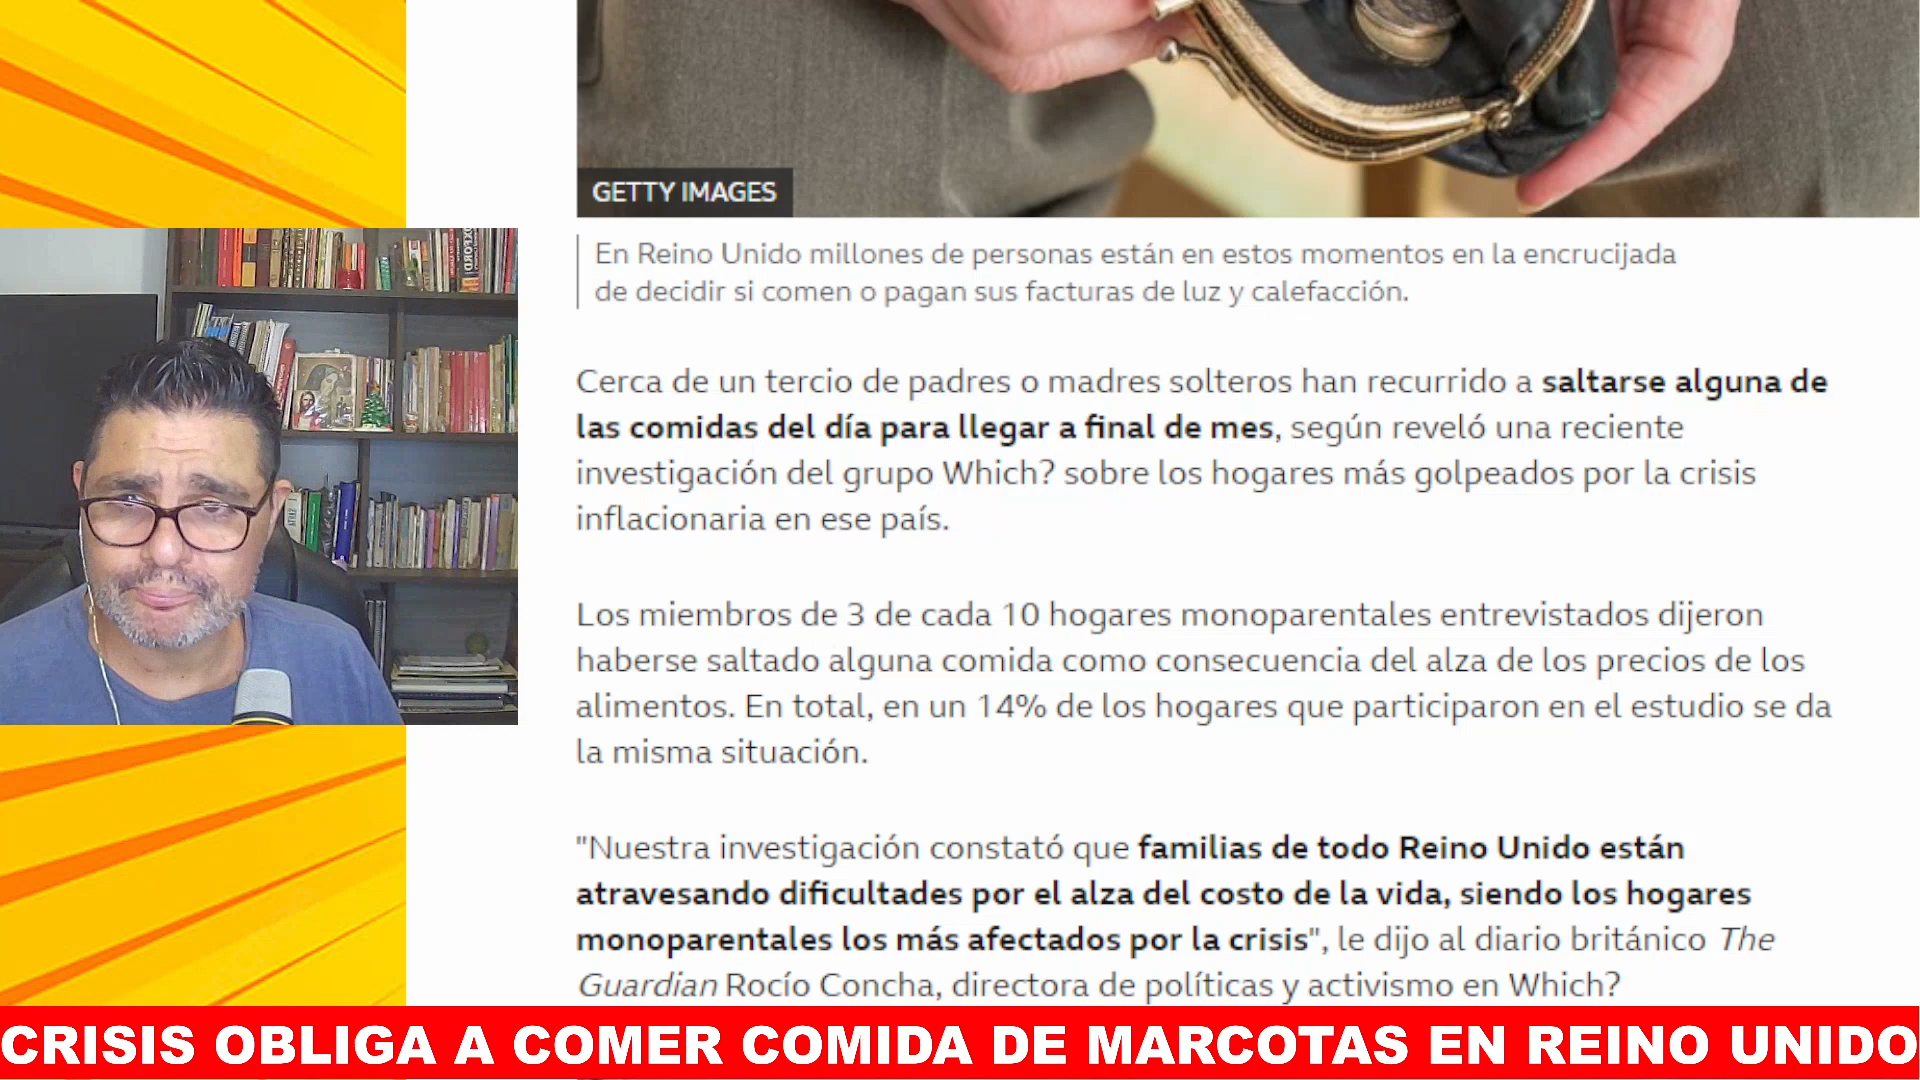 GETTY IMAGES
En Reino Unido millones de personas están en estos momentos en la encrucijada
de decidir si comen o pagan sus facturas de luz y calefacción.
Cerca de un tercio de padres o madres solteros han recurrido a saltarse alguna de
las comidas del día para llegar a final de mes, según reveló una reciente
investigación del grupo Which? sobre los hogares más golpeados por la crisis
inflacionaria en ese país.
Los miembros de 3 de cada 10 hogares monoparentales entrevistados dijeron
haberse saltado alguna comida como consecuencia del alza de los precios de los
alimentos. En total, en un 14% de los hogares que participaron en el estudio se da
la misma situación.
"Nuestra investigación constató que familias de todo Reino Unido están
atravesando dificultades por el alza del costo de la vida, siendo los hogares
monoparentales los más afectados por la crisis", le dijo al diario británico The
Guardian Rocío Concha, directora de políticas y activismo en Which?
CRISIS OBLIGA A COMER COMIDA DE MARCOTAS EN REINO UNIDO